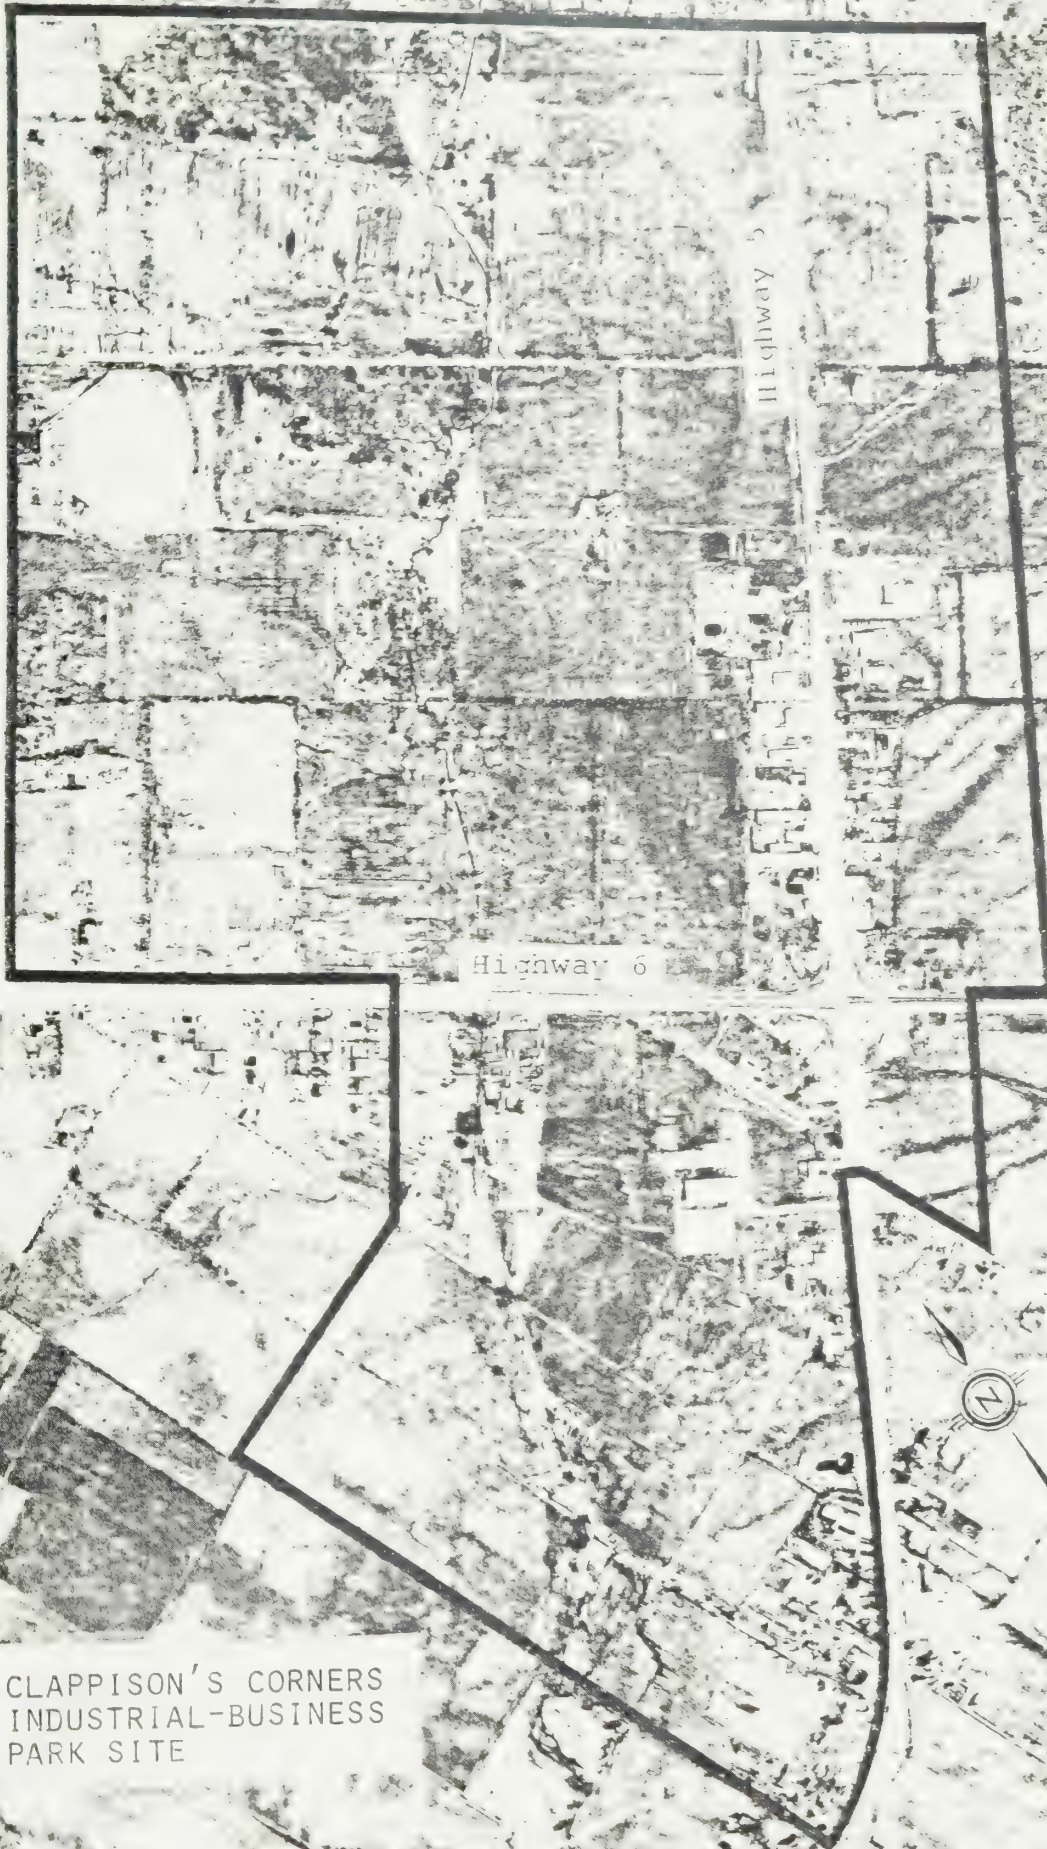 Highway 5
Highway 6
N
CLAPPISON'S CORNERS
INDUSTRIAL-BUSINESS
PARK SITE